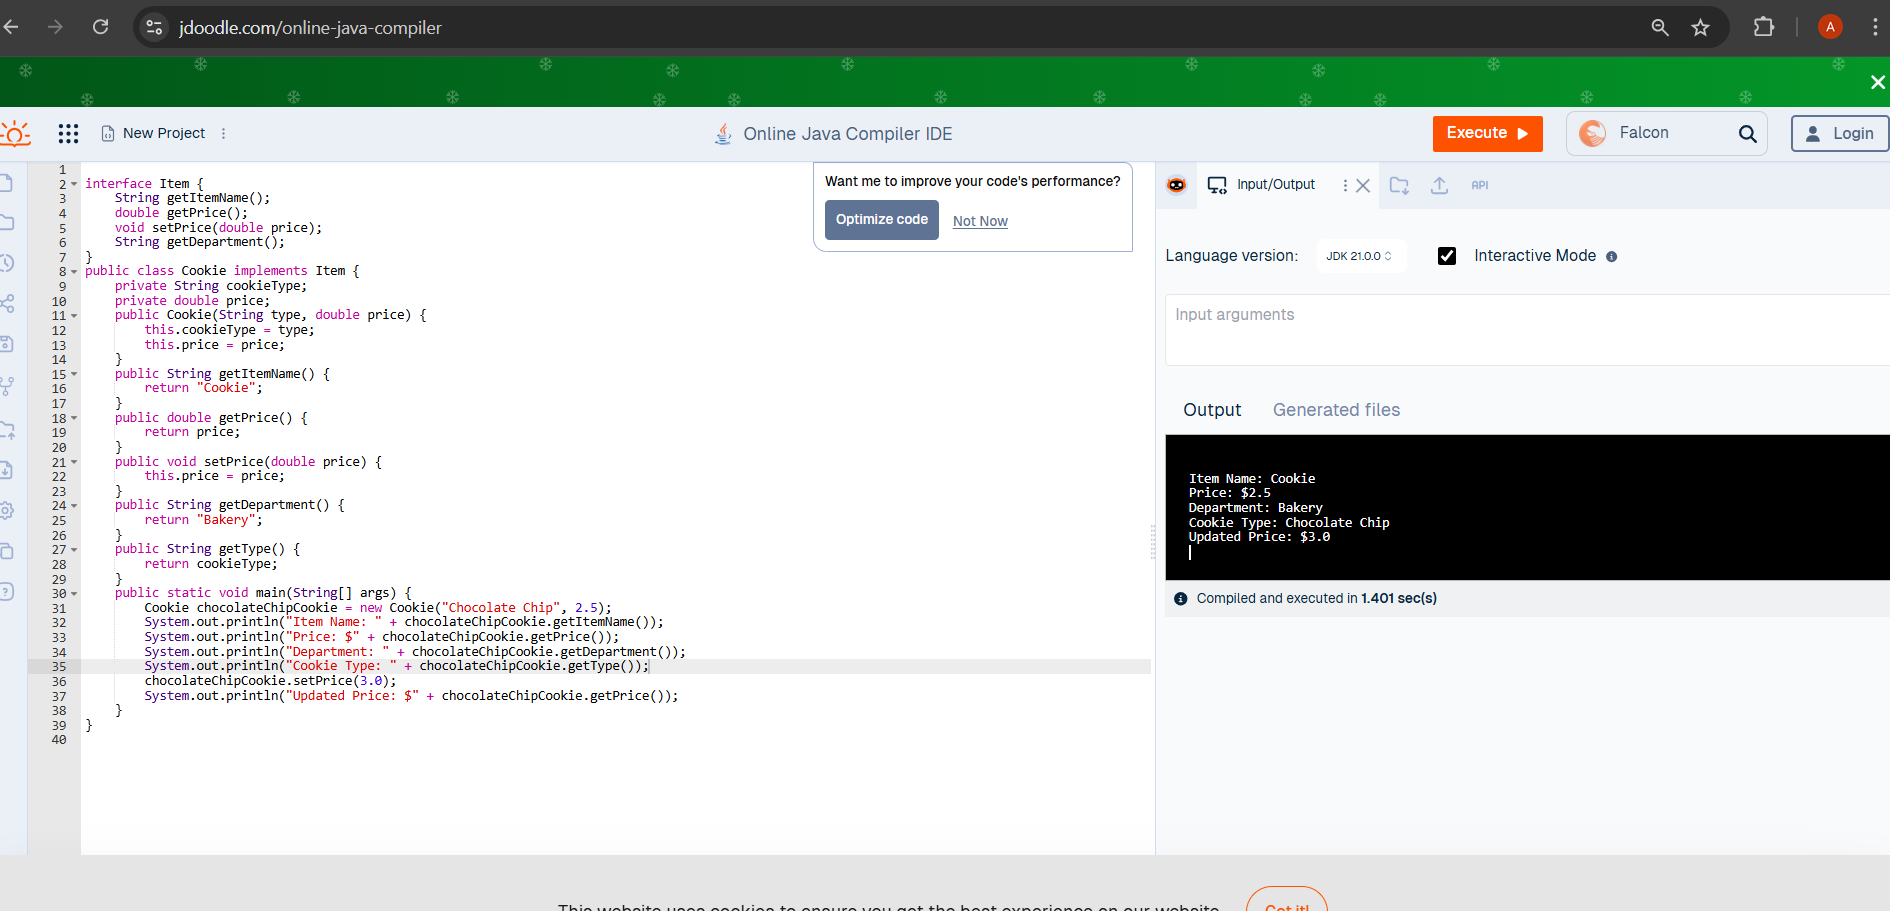 jdoodle.com/online-java-compiler
A
New Project
Online Java Compiler IDE
Execute
Falcon
Login
1
2 interface Item {
3 String getItemName();
4 double getPrice();
5 void setPrice(double price);
6 String getDepartment();
7 }
8 public class Cookie implements Item {
9 private String cookieType;
10 private double price;
11 public Cookie(String type, double price) {
12 this.cookieType = type;
13 this.price = price;
14 }
15 public String getItemName() {
16 return "Cookie";
17 }
18 public double getPrice() {
19 return price;
20 }
21 public void setPrice(double price) {
22 this.price = price;
23 }
24 public String getDepartment() {
25 return "Bakery";
26 }
27 public String getType() {
28 return cookieType;
29 }
30 public static void main(String[] args) {
31 Cookie chocolateChipCookie = new Cookie("Chocolate Chip", 2.5);
32 System.out.println("Item Name: " + chocolateChipCookie.getItemName());
33 System.out.println("Price: $" + chocolateChipCookie.getPrice());
34 System.out.println("Department: " + chocolateChipCookie.getDepartment());
35 System.out.println("Cookie Type: " + chocolateChipCookie.getType());
36 chocolateChipCookie.setPrice(3.0);
37 System.out.println("Updated Price: $" + chocolateChipCookie.getPrice());
38 }
39 }
40
Want me to improve your code's performance?
Optimize code
Not Now
Input/Output
API
Language version:
JDK 21.0.0
Interactive Mode
Input arguments
Output
Generated files
Item Name: Cookie
Price: $2.5
Department: Bakery
Cookie Type: Chocolate Chip
Updated Price: $3.0
Compiled and executed in 1.401 sec(s)
This website uses cookies to ensure you get the best experience on our website.
Got it!